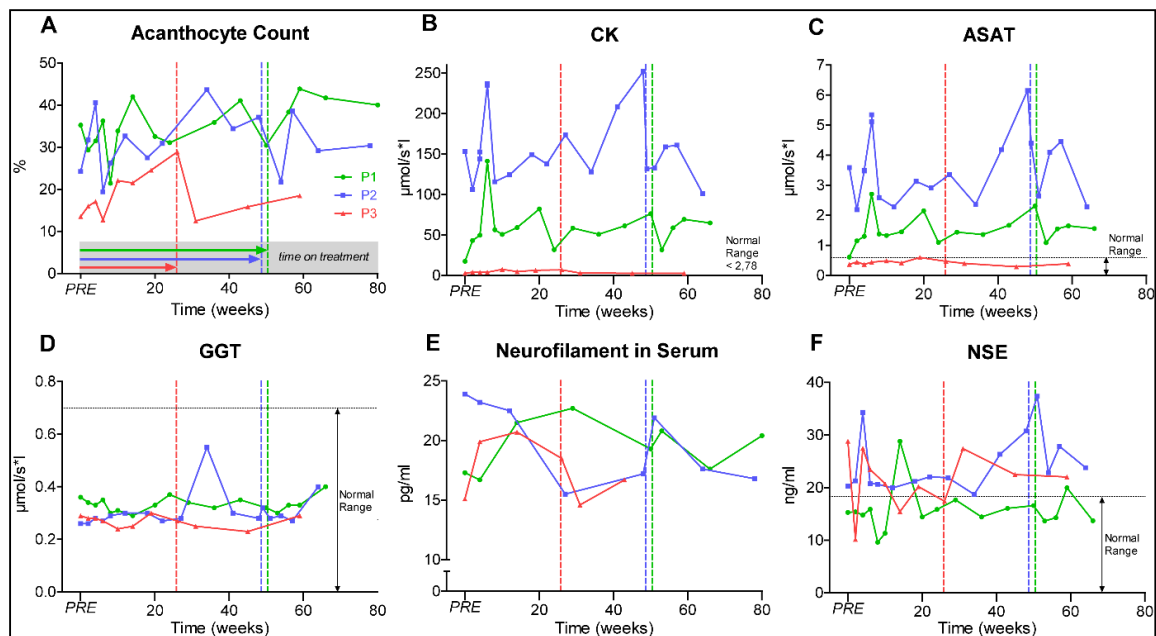 A
Acanthocyte Count
50
40
30
20
10
0
%
P1
P2
P3
time on treatment
PRE
20
40
60
80
Time (weeks)
B
CK
250
200
150
100
50
0
µmol/s*l
Normal
Range
< 2,78
PRE
20
40
60
80
Time (weeks)
C
ASAT
7
6
5
4
3
2
1
0
µmol/s*l
Normal
Range
PRE
20
40
60
80
Time (weeks)
D
GGT
0.8
0.6
0.4
0.2
0.0
µmol/s*l
Normal
Range
PRE
20
40
60
80
Time (weeks)
E
Neurofilament in Serum
25
20
15
10
0
pg/ml
PRE
20
40
60
80
Time (weeks)
F
NSE
40
30
20
10
0
ng/ml
Normal
Range
PRE
20
40
60
80
Time (weeks)